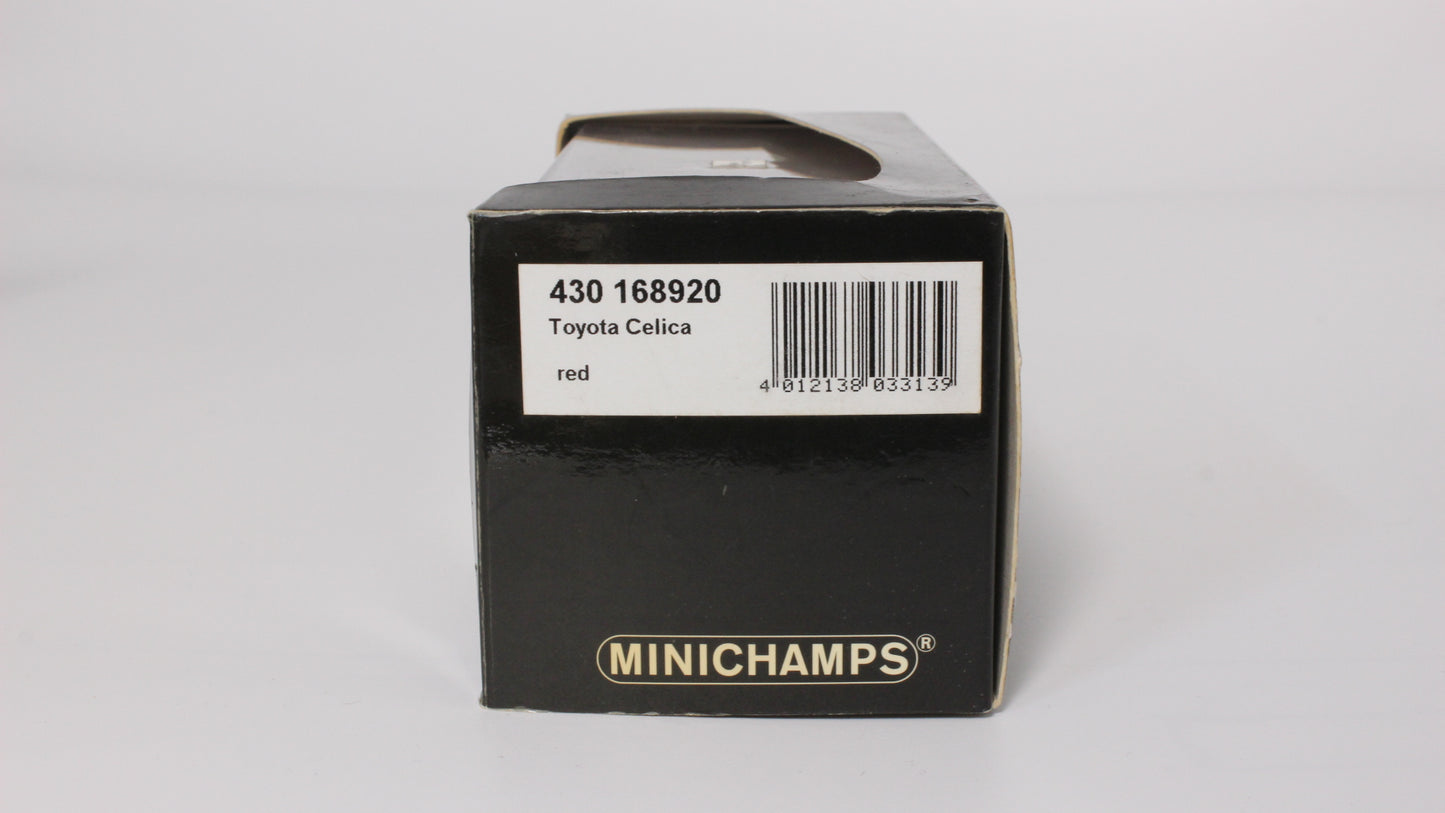 430 168920
Toyota Celica
red
4 012138 033139
MINICHAMPS®